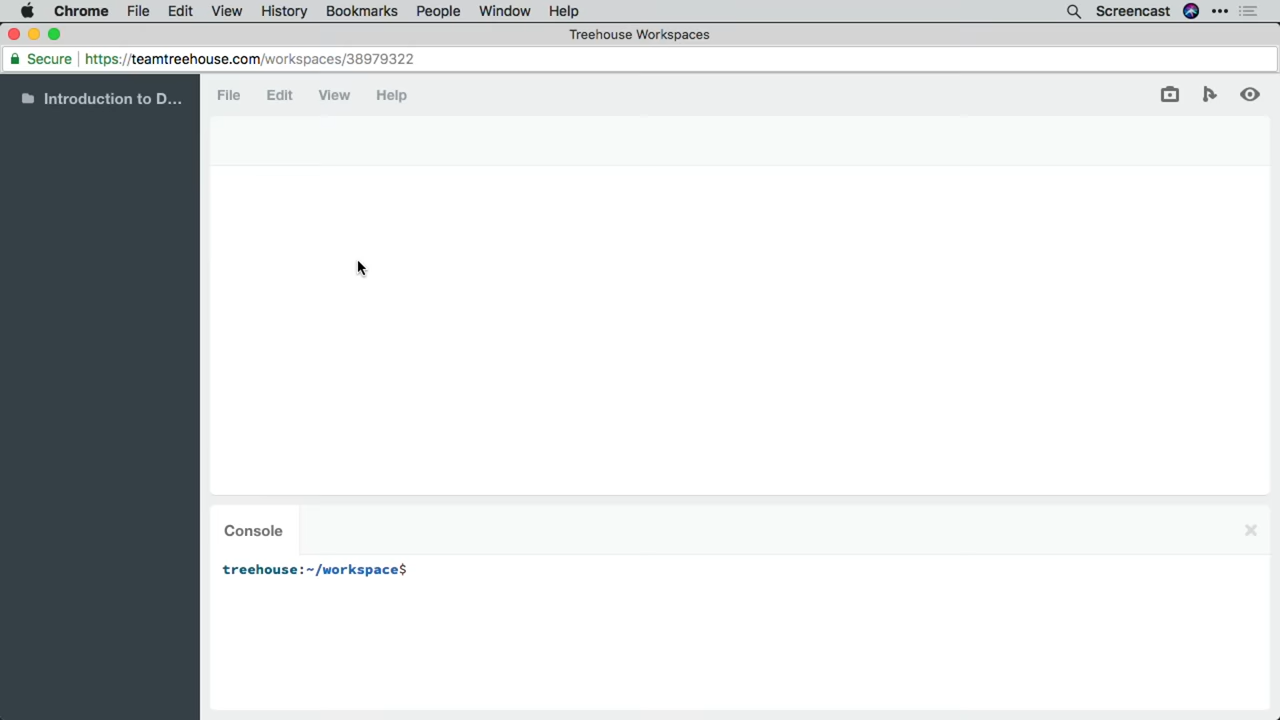 Chrome File Edit View History Bookmarks People Window Help Screencast
Treehouse Workspaces
Secure https://teamtreehouse.com/workspaces/38979322
Introduction to D...
File Edit View Help
Console
treehouse:~/workspace$